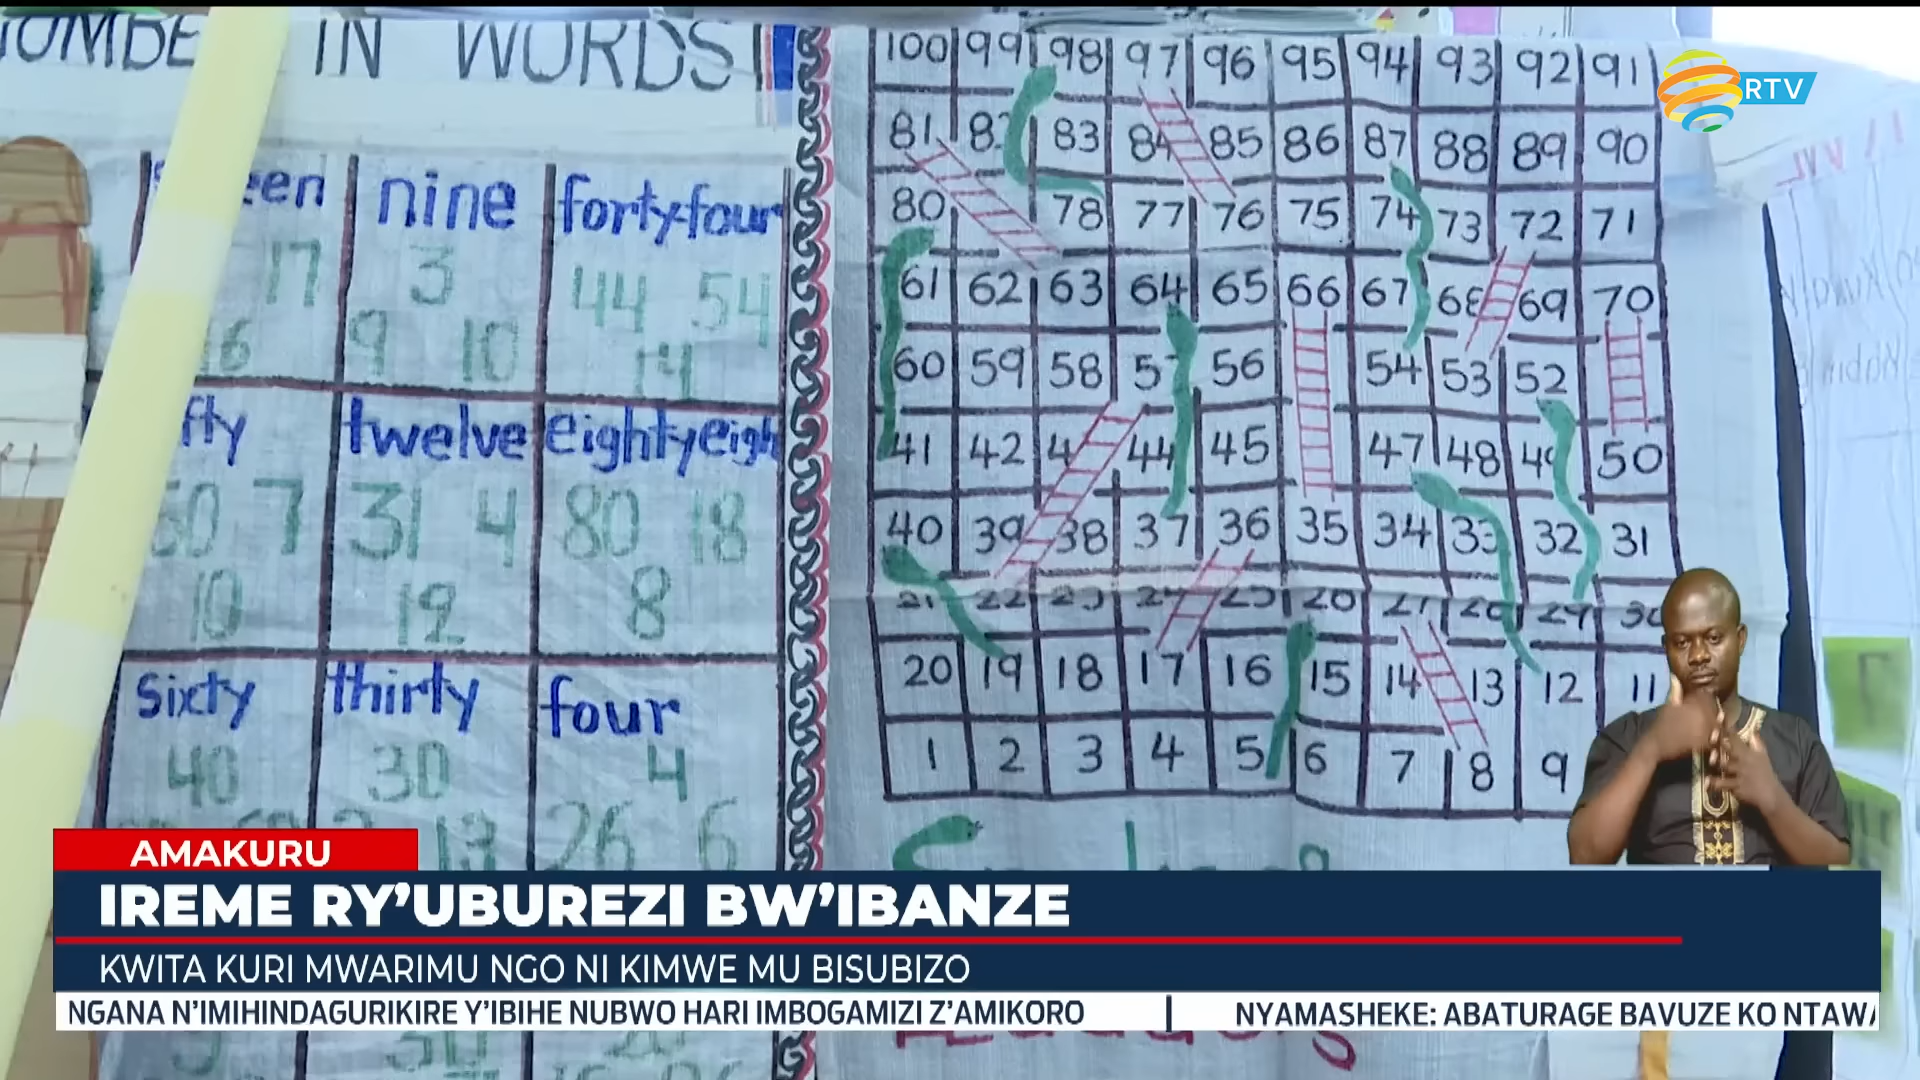 IN WORDS
nine forty-four
17 3 44 54
16 9 10 14
twelve eighty eigh
50 7 31 4 80 18
10 12 8
sixty thirty four
40 30 4
13 26 6
100 99 98 97 96 95 94 93 92 91
81 83 84 85 86 87 88 89 90
80 78 77 76 75 74 73 72 71
61 62 63 64 65 66 67 68 69 70
60 59 58 56 54 53 52
41 42 44 45 47 48 50
40 39 38 37 36 35 34 33 32 31
20 19 18 17 16 15 14 13 12 11
1 2 3 4 5 6 7 8 9
RTV
AMAKURU
IREME RY’UBUREZI BW’IBANZE
KWITA KURI MWARIMU NGO NI KIMWE MU BISUBIZO
NGANA N’IMIHINDAGURIKIRE Y’IBIHE NUBWO HARI IMBOGAMIZI Z’AMIKORO | NYAMASHEKE: ABATURAGE BAVUZE KO NTAWA